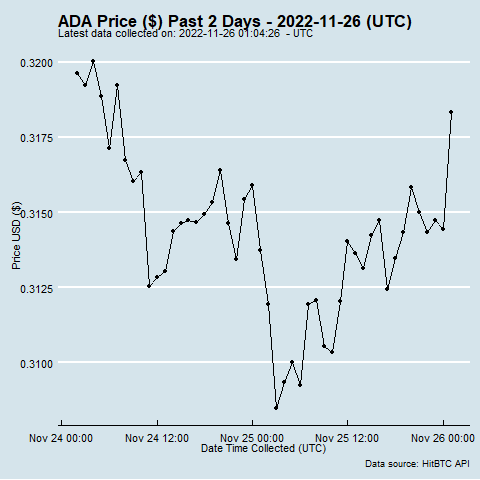 ADA Price ($) Past 2 Days - 2022-11-26 (UTC)
Latest data collected on: 2022-11-26 01:04:26  - UTC
0.3200
0.3175
0.3150
0.3125
0.3100
Price USD ($)
Nov 24 00:00 Nov 24 12:00 Nov 25 00:00 Nov 25 12:00 Nov 26 00:00
Date Time Collected (UTC)
Data source: HitBTC API